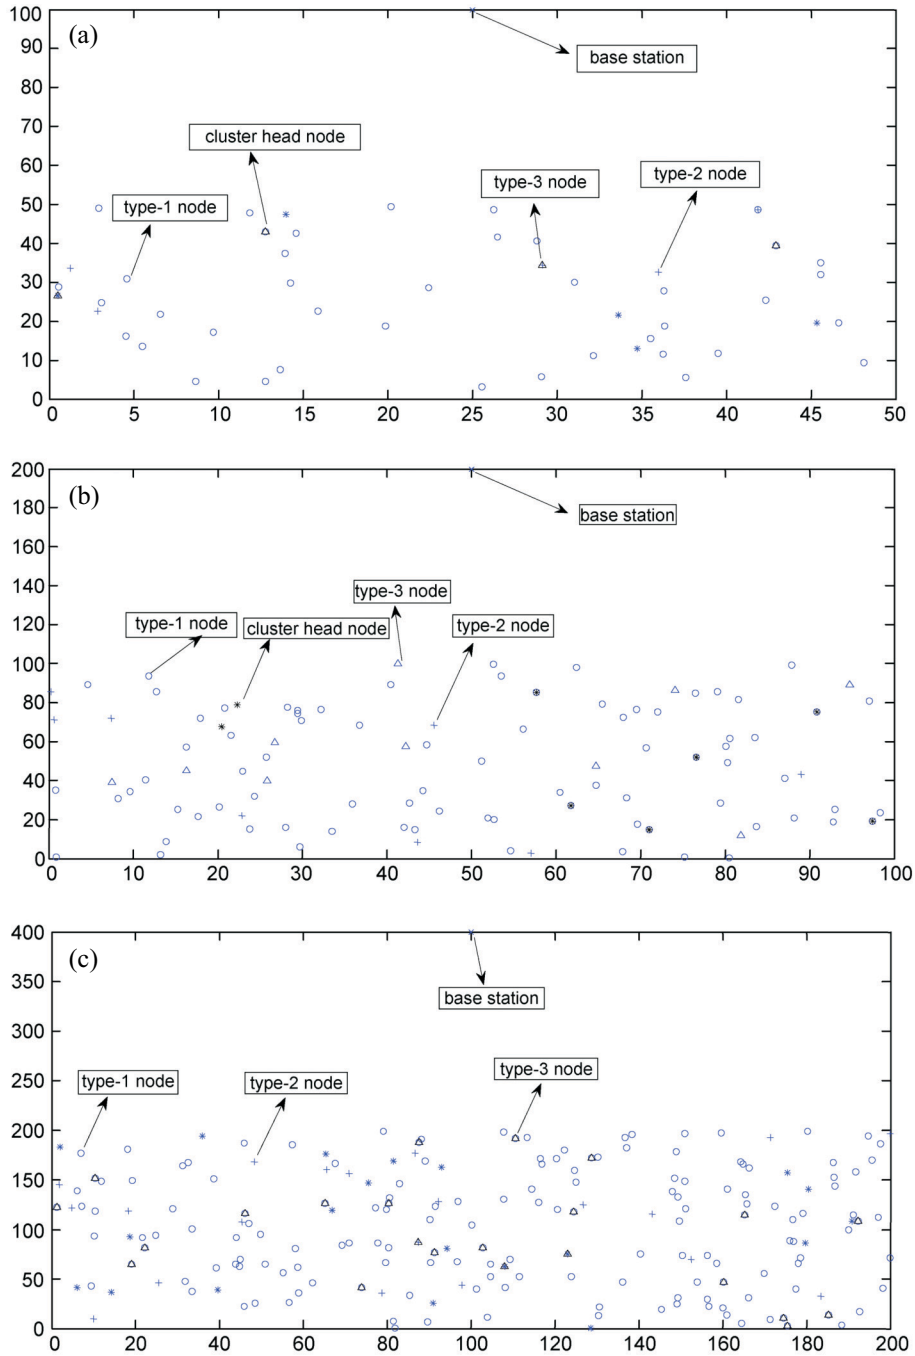 (a)
100
90
80
70
60
50
40
30
20
10
0
base station
cluster head node
type-3 node
type-2 node
type-1 node
0 5 10 15 20 25 30 35 40 45 50
(b)
200
180
160
140
120
100
80
60
40
20
0
base station
type-3 node
type-1 node
cluster head node
type-2 node
0 10 20 30 40 50 60 70 80 90 100
(c)
400
350
300
250
200
150
100
50
0
base station
type-3 node
type-1 node
type-2 node
0 20 40 60 80 100 120 140 160 180 200